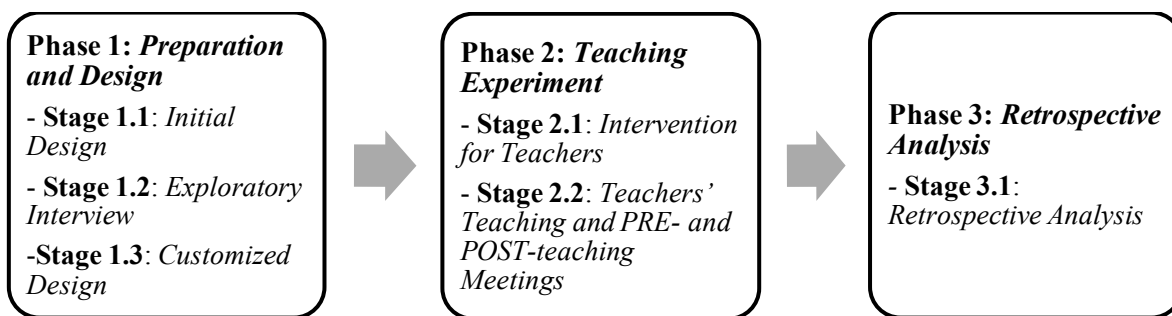 Phase 1: Preparation
and Design
- Stage 1.1: Initial
Design
- Stage 1.2: Exploratory
Interview
-Stage 1.3: Customized
Design
Phase 2: Teaching
Experiment
- Stage 2.1: Intervention
for Teachers
- Stage 2.2: Teachers’
Teaching and PRE- and
POST-teaching
Meetings
Phase 3: Retrospective
Analysis
- Stage 3.1:
Retrospective Analysis